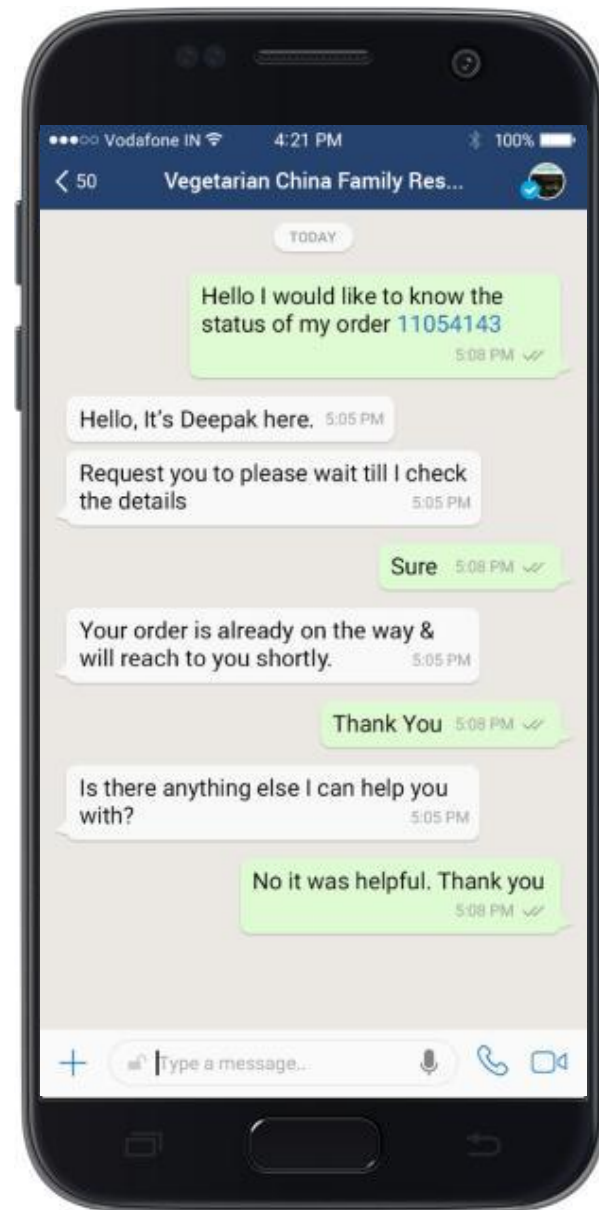 Vodafone IN 4:21 PM 100%
50 Vegetarian China Family Res...
TODAY
Hello I would like to know the
status of my order 11054143
5:08 PM
Hello, It's Deepak here. 5:05 PM
Request you to please wait till I check
the details 5:05 PM
Sure 5:08 PM
Your order is already on the way &
will reach to you shortly. 5:05 PM
Thank You 5:08 PM
Is there anything else I can help you
with? 5:05 PM
No it was helpful. Thank you
5:08 PM
Type a message..